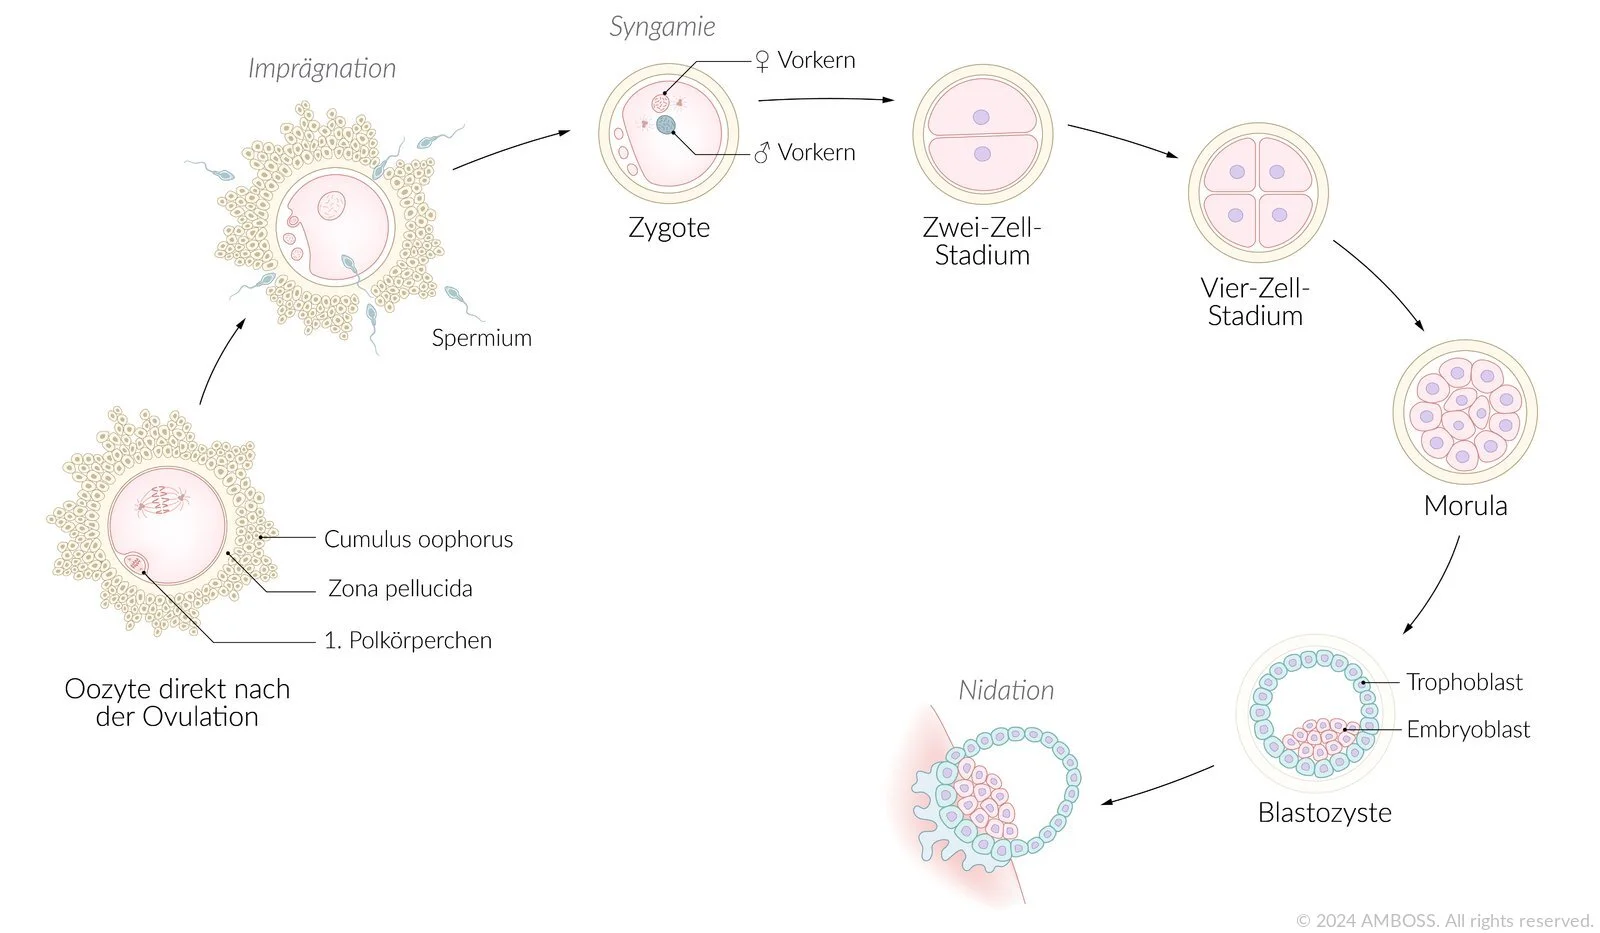 Imprägnation
Syngamie
♀ Vorkern
♂ Vorkern
Zygote
Zwei-Zell-
Stadium
Vier-Zell-
Stadium
Spermium
Morula
Cumulus oophorus
Zona pellucida
1. Polkörperchen
Oozyte direkt nach
der Ovulation
Trophoblast
Embryoblast
Blastozyste
Nidation
© 2024 AMBOSS. All rights reserved.